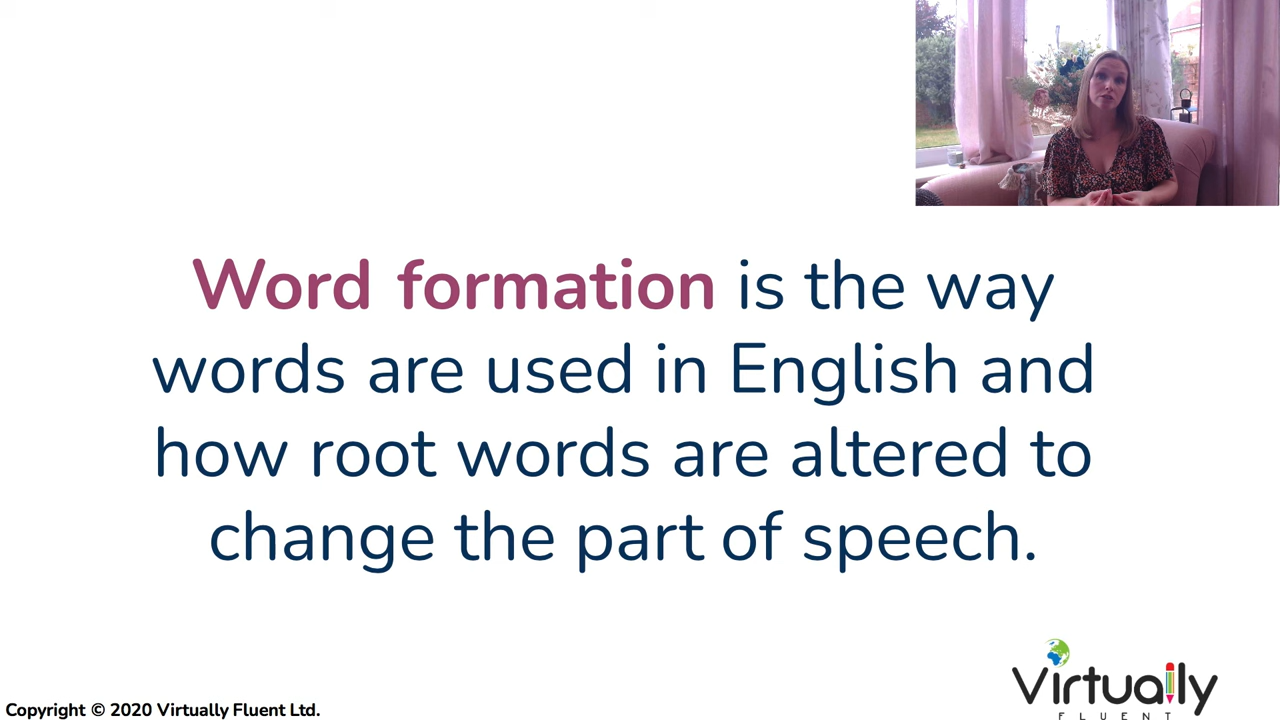 Word formation is the way
words are used in English and
how root words are altered to
change the part of speech.
Virtually
FLUENT
Copyright © 2020 Virtually Fluent Ltd.